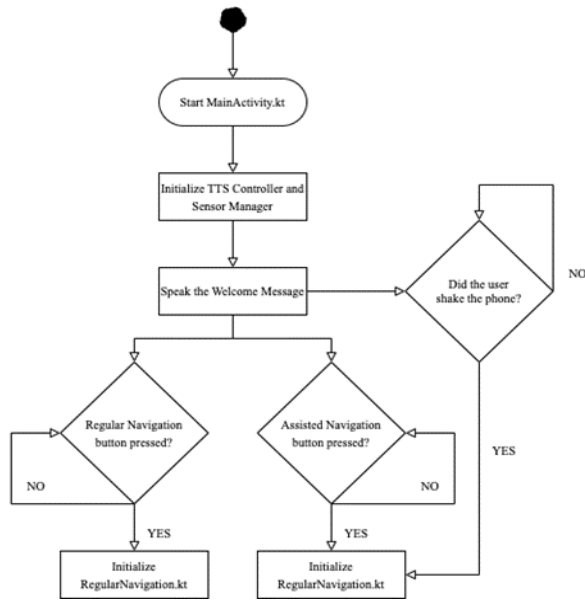 Start MainActivity.kt
Initialize TTS Controller and
Sensor Manager
Speak the Welcome Message
Did the user
shake the phone?
NO
Regular Navigation
button pressed?
NO
YES
Assisted Navigation
button pressed?
NO
YES
YES
Initialize
RegularNavigation.kt
Initialize
RegularNavigation.kt